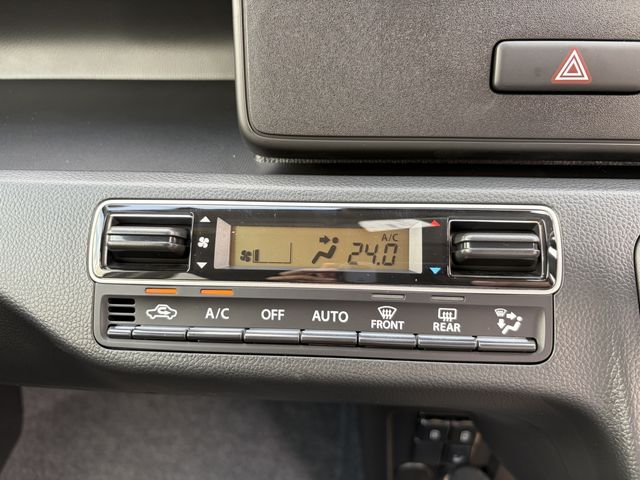 A/C
24.0
A/C OFF AUTO FRONT REAR